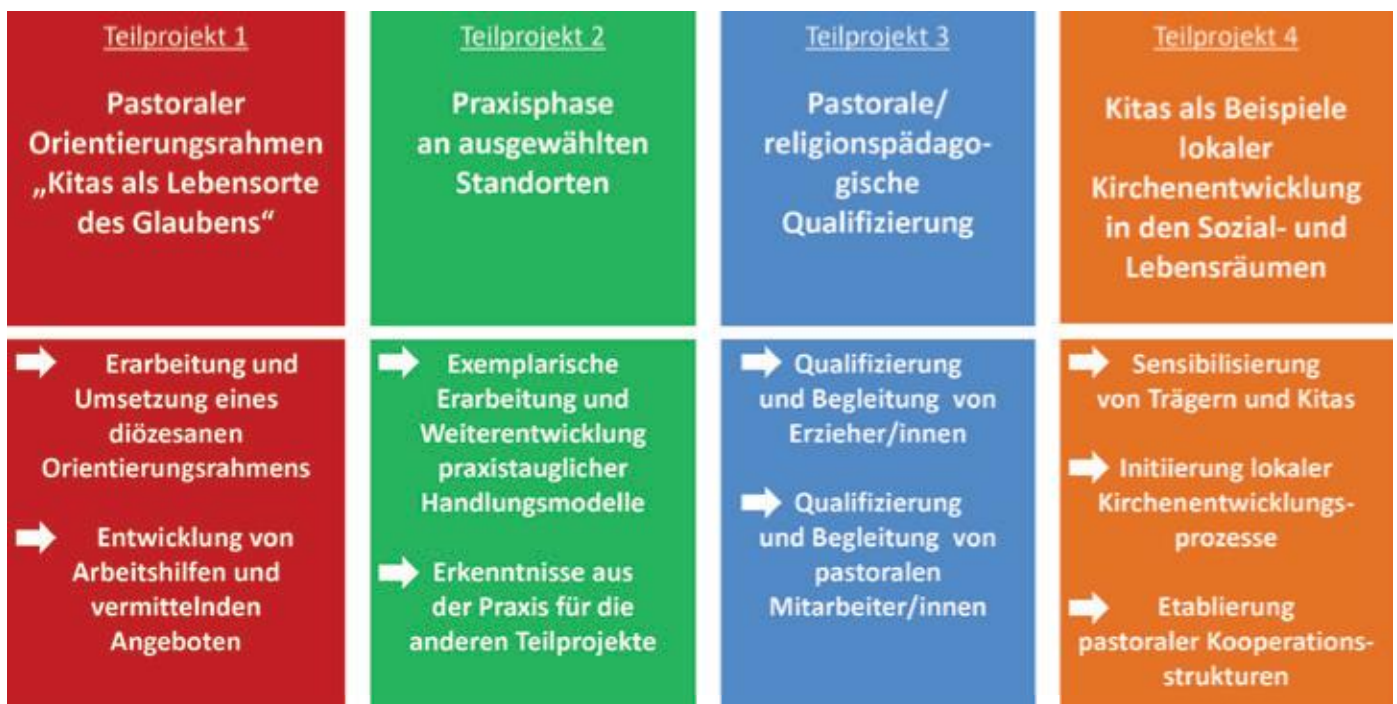 Teilprojekt 1
Pastoraler
Orientierungsrahmen
„Kitas als Lebensorte
des Glaubens“
Erarbeitung und
Umsetzung eines
diözesanen
Orientierungsrahmens
Entwicklung von
Arbeitshilfen und
vermittelnden
Angeboten
Teilprojekt 2
Praxisphase
an ausgewählten
Standorten
Exemplarische
Erarbeitung und
Weiterentwicklung
praxistauglicher
Handlungsmodelle
Erkenntnisse aus
der Praxis für die
anderen Teilprojekte
Teilprojekt 3
Pastorale/
religionspädago-
gische
Qualifizierung
Qualifizierung
und Begleitung von
Erzieher/innen
Qualifizierung
und Begleitung von
pastoralen
Mitarbeiter/innen
Teilprojekt 4
Kitas als Beispiele
lokaler
Kirchenentwicklung
in den Sozial- und
Lebensräumen
Sensibilisierung
von Trägern und Kitas
Initiierung lokaler
Kirchenentwicklungs-
prozesse
Etablierung
pastoraler Kooperations-
strukturen